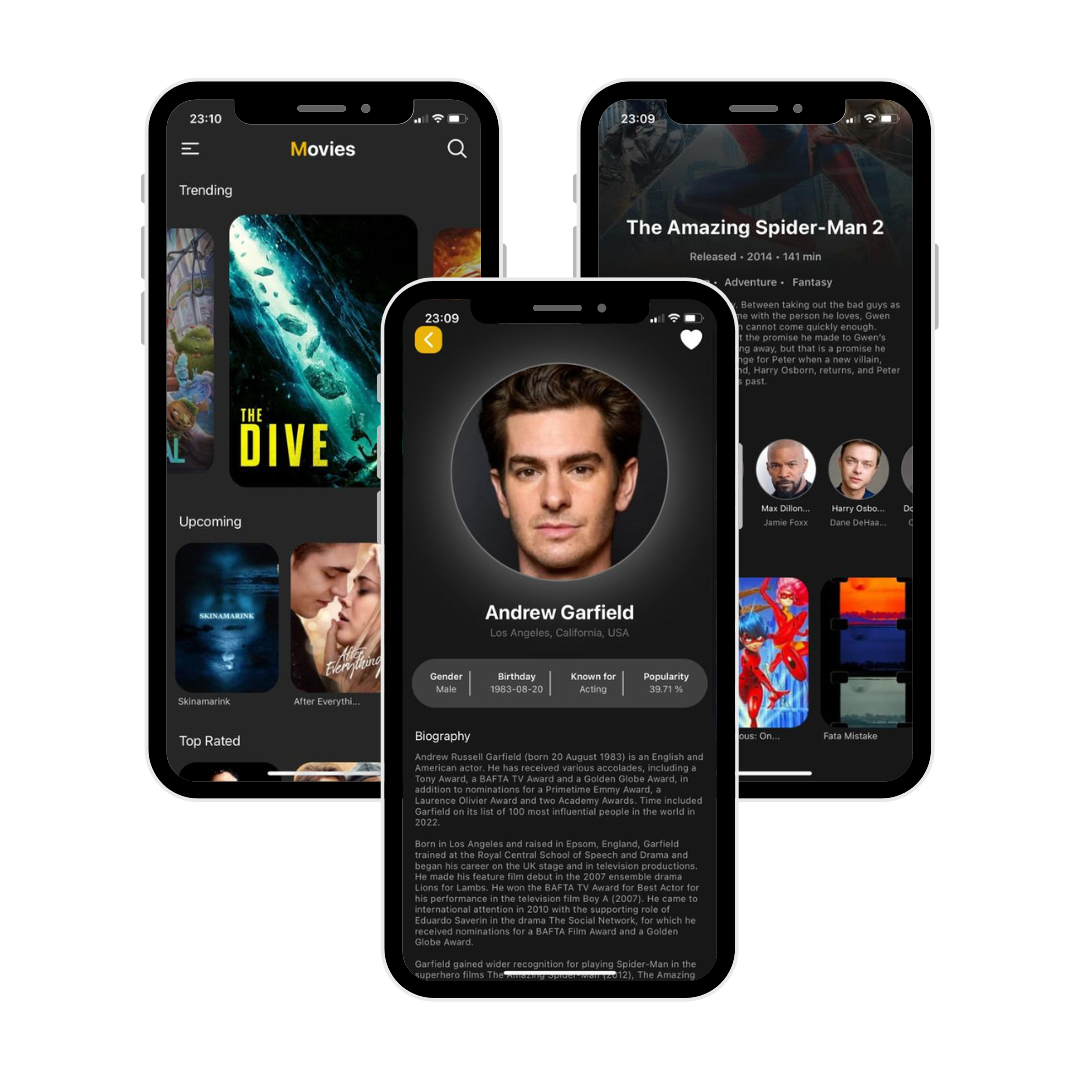 23:10
Movies
Trending
AL
THE
DIVE
Upcoming
SKINAMARINK
After
Everything
Skinamarink
After Everythi...
Top Rated
23:09
The Amazing Spider-Man 2
Released • 2014 • 141 min
• Adventure • Fantasy
Between taking out the bad guys as
with the person he loves, Gwen
cannot come quickly enough.
the promise he made to Gwen's
away, but that is a promise he
for Peter when a new villain,
Harry Osborn, returns, and Peter
past.
Max Dillon...
Harry Osbo...
Jamie Foxx
Dane DeHaa...
On...
Fata Mistake
23:09
Andrew Garfield
Los Angeles, California, USA
Gender
Birthday
Known for
Popularity
Male
1983-08-20
Acting
39.71 %
Biography
Andrew Russell Garfield (born 20 August 1983) is an English and
American actor. He has received various accolades, including a
Tony Award, a BAFTA TV Award and a Golden Globe Award, in
addition to nominations for a Primetime Emmy Award, a
Laurence Olivier Award and two Academy Awards. Time included
Garfield on its list of 100 most influential people in the world in
2022.
Born in Los Angeles and raised in Epsom, England, Garfield
trained at the Royal Central School of Speech and Drama and
began his career on the UK stage and in television productions.
He made his feature film debut in the 2007 ensemble drama
Lions for Lambs. He won the BAFTA TV Award for Best Actor for
his performance in the television film Boy A (2007). He came to
international attention in 2010 with the supporting role of
Eduardo Saverin in the drama The Social Network, for which he
received nominations for a BAFTA Film Award and a Golden
Globe Award.
Garfield gained wider recognition for playing Spider-Man in the
superhero films The Amazing Spider-Man (2012), The Amazing